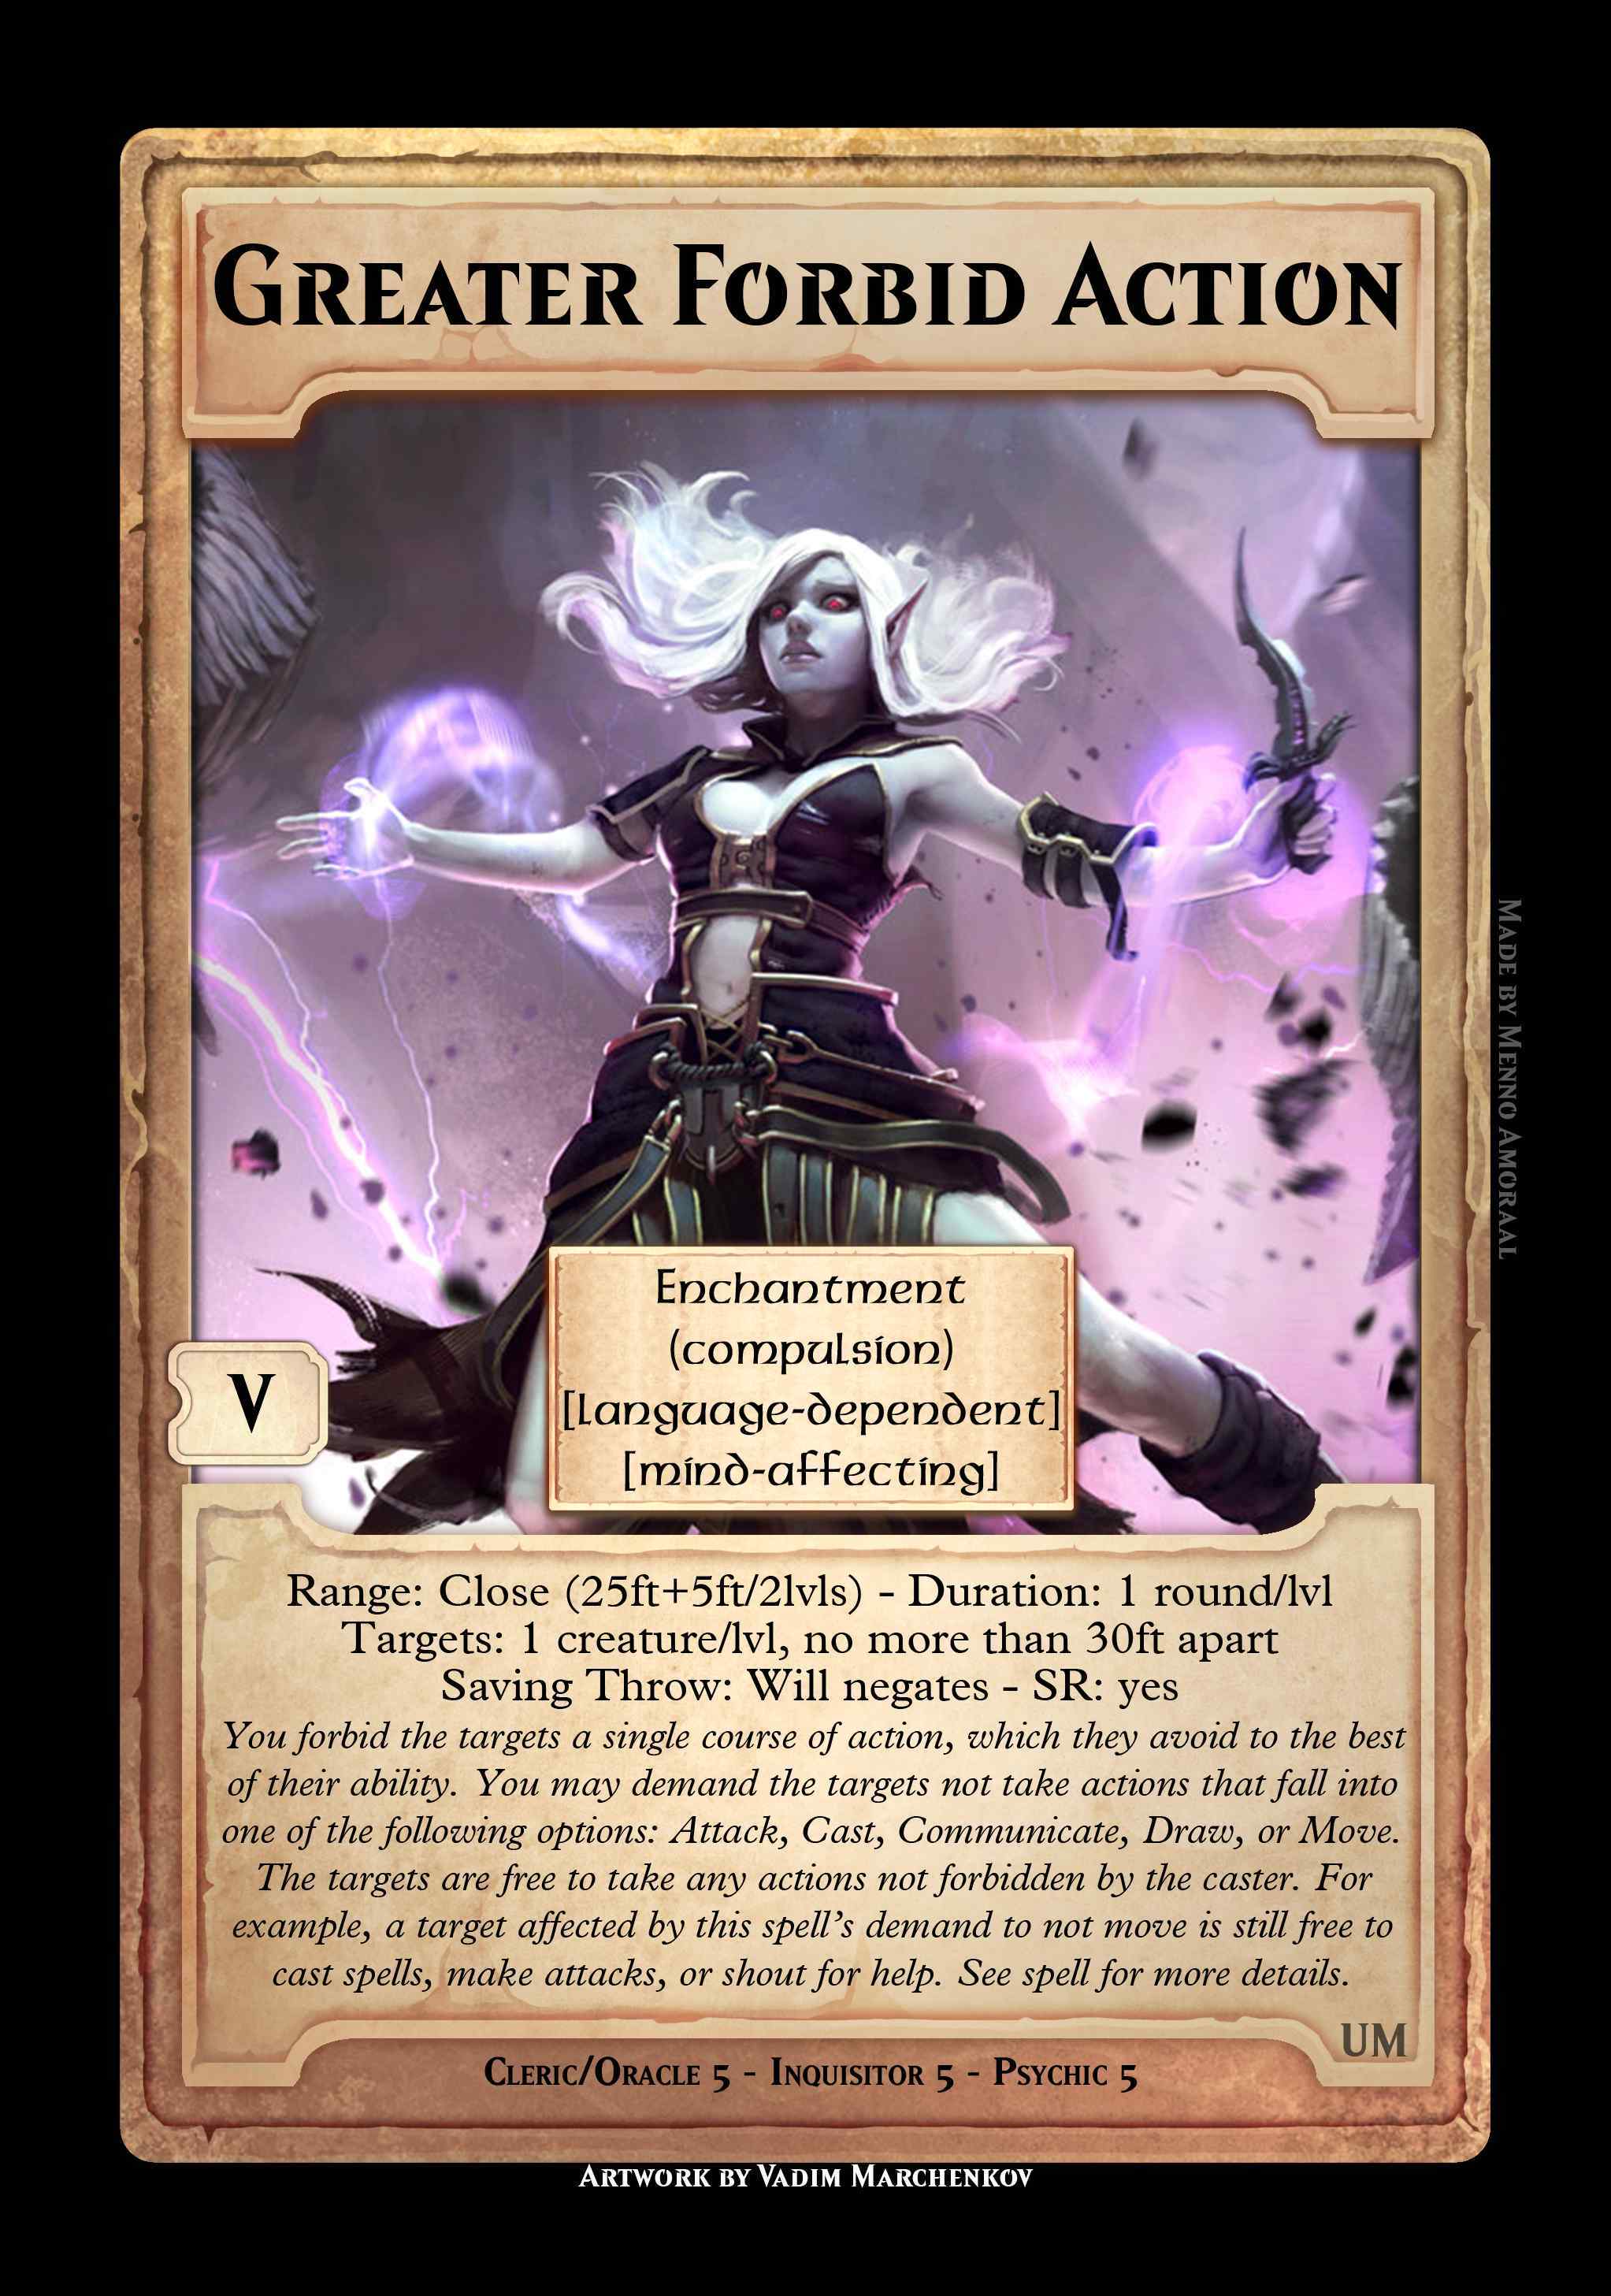 Greater Forbid Action
Made by Menno Amoraal
Enchantment
(compulsion)
[language-dependent]
[mind-affecting]
V
Range: Close (25ft+5ft/2lvls) - Duration: 1 round/lvl
Targets: 1 creature/lvl, no more than 30ft apart
Saving Throw: Will negates - SR: yes
You forbid the targets a single course of action, which they avoid to the best
of their ability. You may demand the targets not take actions that fall into
one of the following options: Attack, Cast, Communicate, Draw, or Move.
The targets are free to take any actions not forbidden by the caster. For
example, a target affected by this spell's demand to not move is still free to
cast spells, make attacks, or shout for help. See spell for more details.
UM
Cleric/Oracle 5 - Inquisitor 5 - Psychic 5
Artwork by Vadim Marchenkov